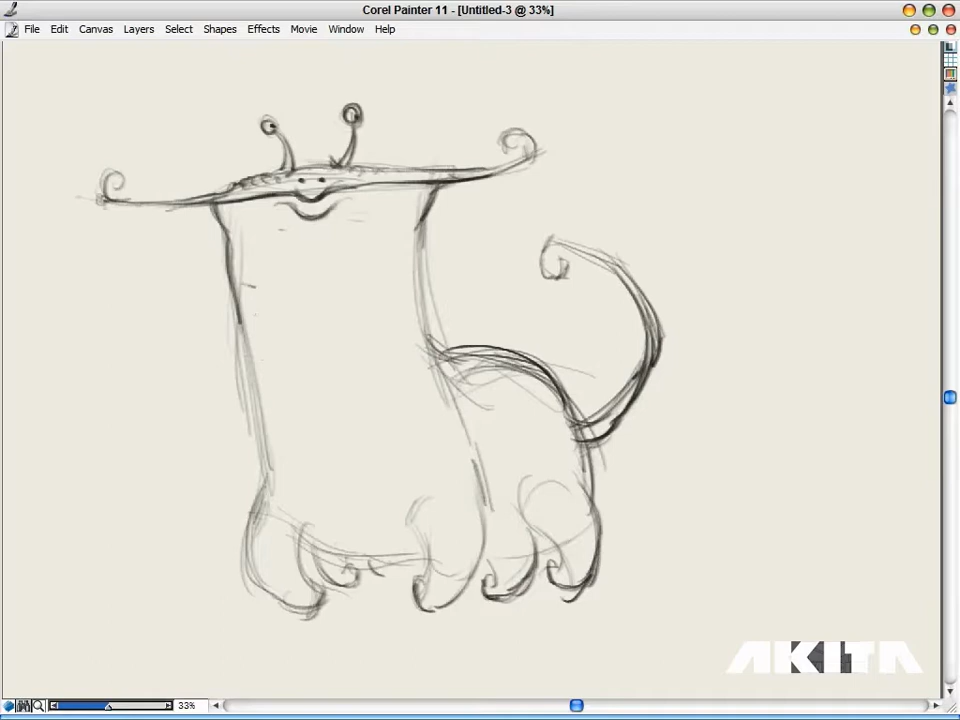 Corel Painter 11 - [Untitled-3 @ 33%]
File Edit Canvas Layers Select Shapes Effects Movie Window Help
AKITA
33%